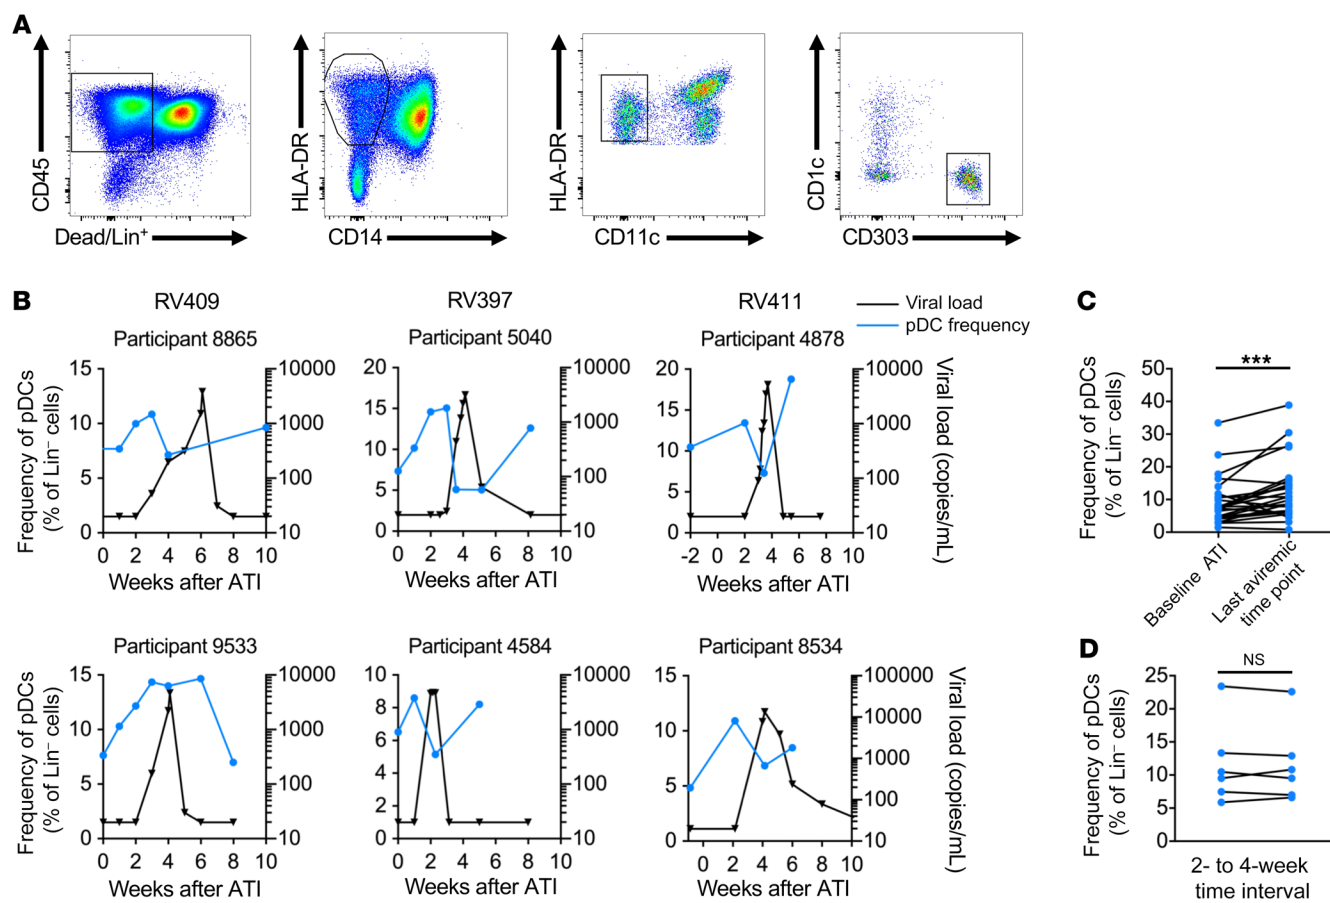 A
CD45
Dead/Lin⁺
HLA-DR
CD14
HLA-DR
CD11c
CD1c
CD303
B
RV409
RV397
RV411
Viral load
pDC frequency
Participant 8865
Frequency of pDCs
(% of Lin⁻ cells)
15
10
5
0
10000
1000
100
10
0 2 4 6 8 10
Weeks after ATI
Participant 5040
20
15
10
5
0
10000
1000
100
10
0 2 4 6 8 10
Weeks after ATI
Participant 4878
20
15
10
5
0
10000
1000
100
10
Viral load (copies/mL)
-2 0 2 4 6 8 10
Weeks after ATI
Participant 9533
Frequency of pDCs
(% of Lin⁻ cells)
15
10
5
0
10000
1000
100
10
0 2 4 6 8 10
Weeks after ATI
Participant 4584
10
8
6
4
2
0
10000
1000
100
10
0 2 4 6 8 10
Weeks after ATI
Participant 8534
15
10
5
0
100000
10000
1000
100
10
Viral load (copies/mL)
0 2 4 6 8 10
Weeks after ATI
C
Frequency of pDCs
(% of Lin⁻ cells)
50
40
30
20
10
0
***
Baseline ATI
Last aviremic
time point
D
Frequency of pDCs
(% of Lin⁻ cells)
25
20
15
10
5
0
NS
2- to 4-week
time interval